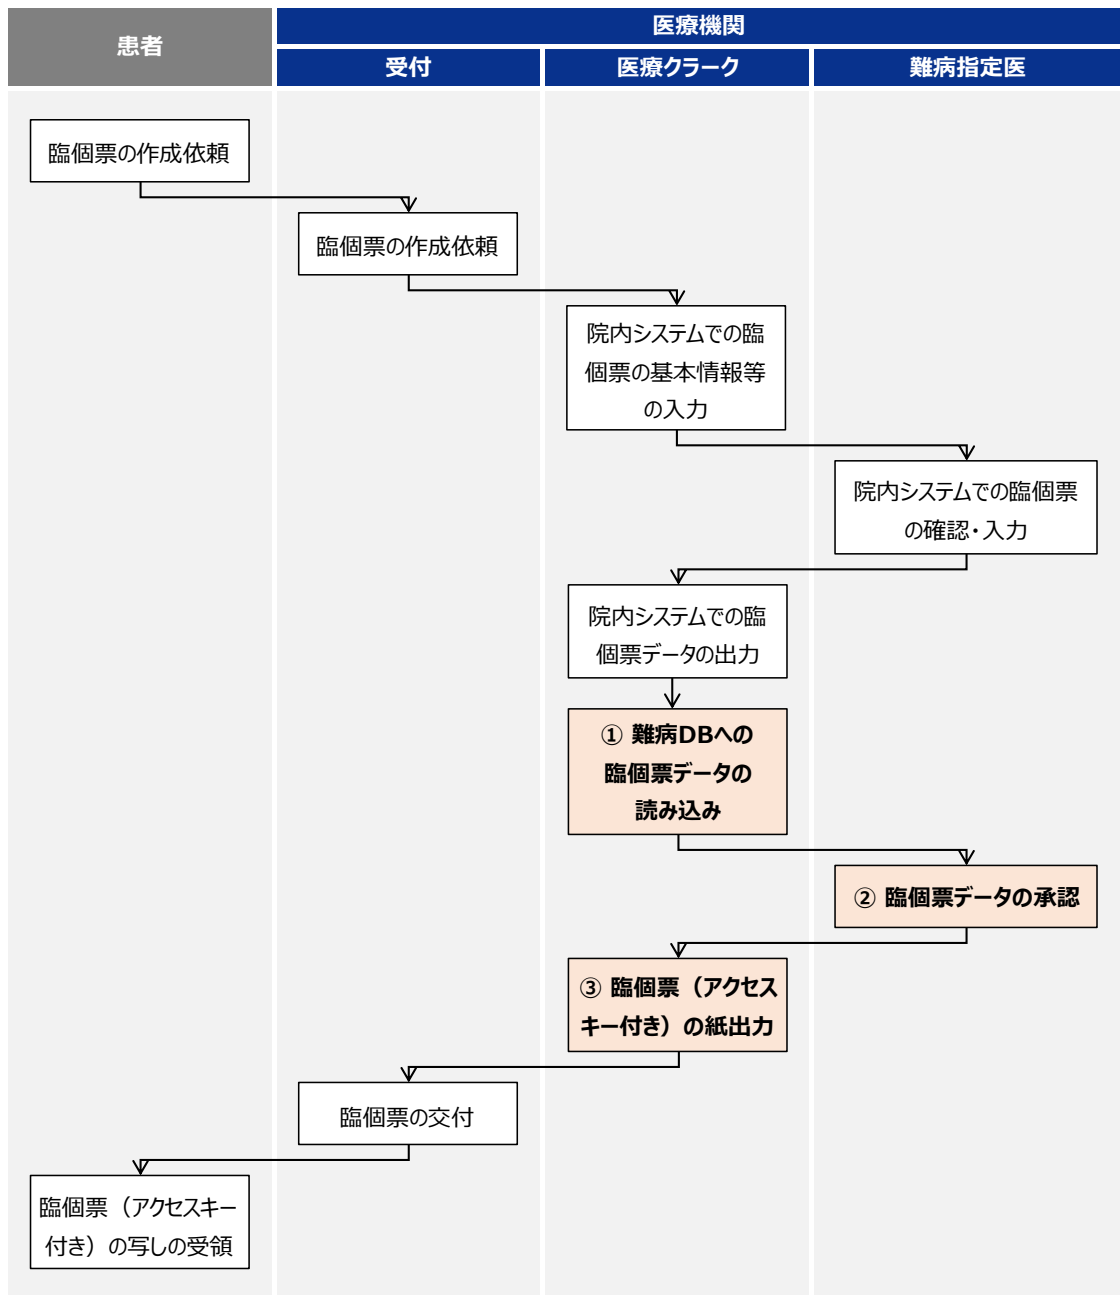 患者
医療機関
受付
医療クラーク
難病指定医
臨個票の作成依頼
臨個票の作成依頼
院内システムでの臨
個票の基本情報等
の入力
院内システムでの臨個票
の確認・入力
院内システムでの臨
個票データの出力
① 難病DBへの
臨個票データの
読み込み
② 臨個票データの承認
③ 臨個票（アクセス
キー付き）の紙出力
臨個票の交付
臨個票（アクセスキー
付き）の写しの受領